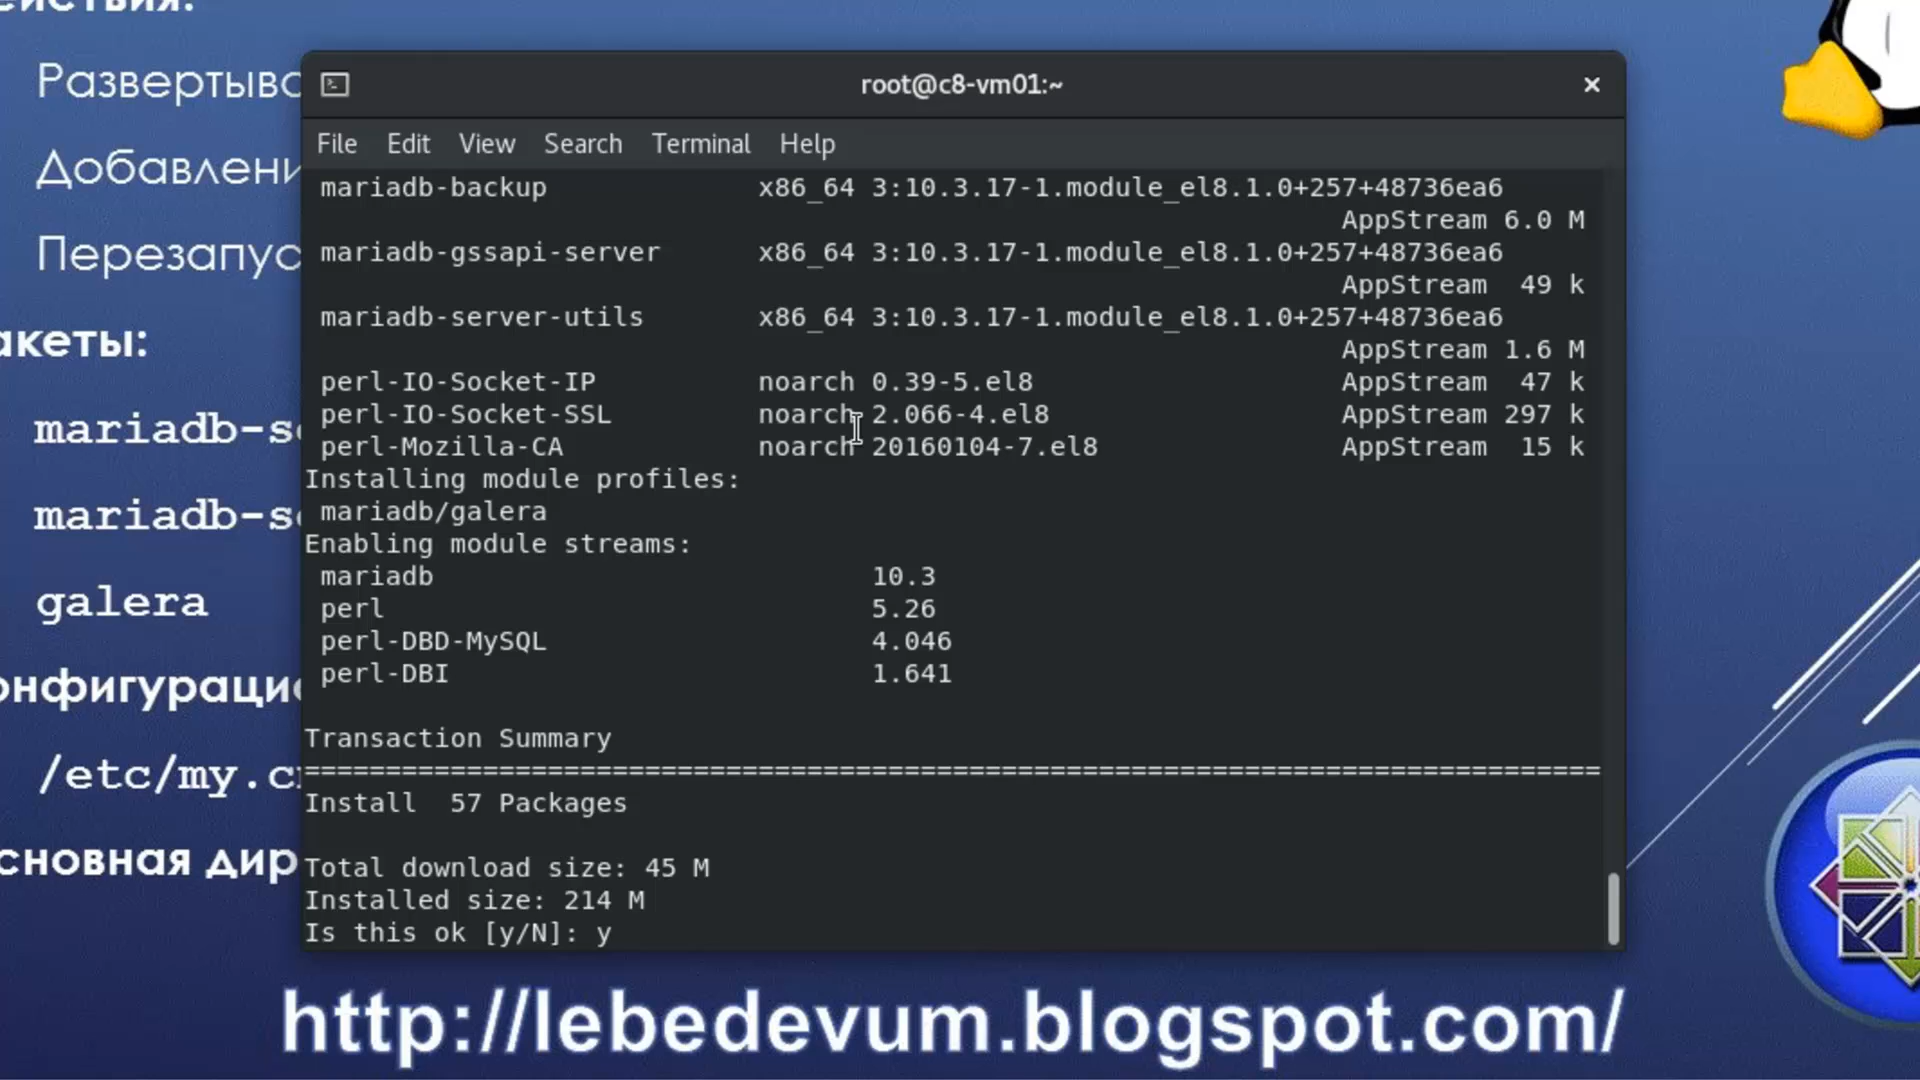 Развертыв
Добавлени
Перезапус
акеты:
mariadb-s
mariadb-s
galera
онфигураци
/etc/my.c
сновная дир
root@c8-vm01:~
File Edit View Search Terminal Help
mariadb-backup x86_64 3:10.3.17-1.module_el8.1.0+257+48736ea6
AppStream 6.0 M
mariadb-gssapi-server x86_64 3:10.3.17-1.module_el8.1.0+257+48736ea6
AppStream 49 k
mariadb-server-utils x86_64 3:10.3.17-1.module_el8.1.0+257+48736ea6
AppStream 1.6 M
perl-IO-Socket-IP noarch 0.39-5.el8 AppStream 47 k
perl-IO-Socket-SSL noarch 2.066-4.el8 AppStream 297 k
perl-Mozilla-CA noarch 20160104-7.el8 AppStream 15 k
Installing module profiles:
mariadb/galera
Enabling module streams:
mariadb 10.3
perl 5.26
perl-DBD-MySQL 4.046
perl-DBI 1.641
Transaction Summary
================================================================================
Install 57 Packages
Total download size: 45 M
Installed size: 214 M
Is this ok [y/N]: y
http://lebedevum.blogspot.com/